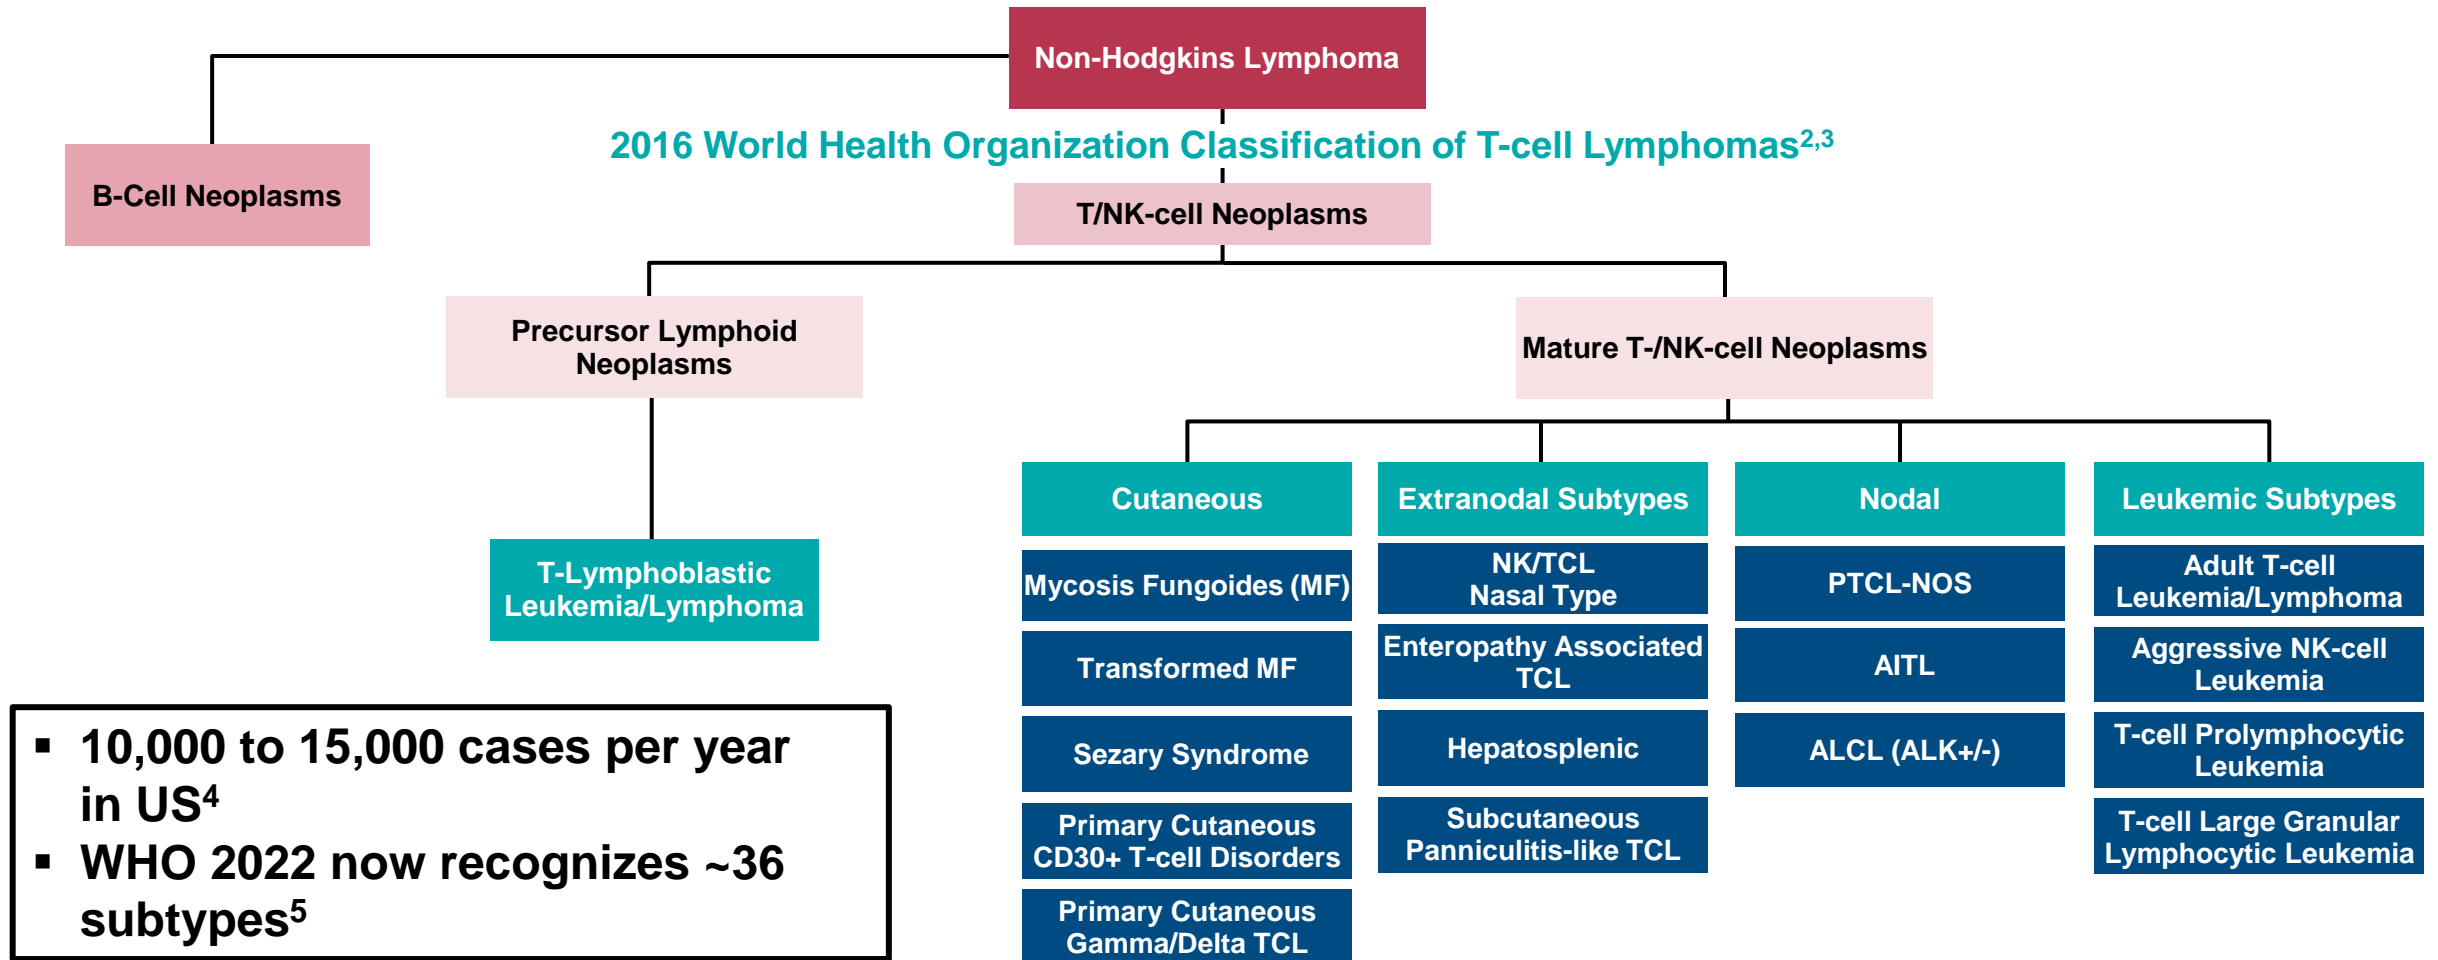 Non-Hodgkins Lymphoma
2016 World Health Organization Classification of T-cell Lymphomas2,3
B-Cell Neoplasms
T/NK-cell Neoplasms
Precursor Lymphoid
Neoplasms
Mature T-/NK-cell Neoplasms
T-Lymphoblastic
Leukemia/Lymphoma
Cutaneous
Mycosis Fungoides (MF)
Transformed MF
Sezary Syndrome
Primary Cutaneous
CD30+ T-cell Disorders
Primary Cutaneous
Gamma/Delta TCL
Extranodal Subtypes
NK/TCL
Nasal Type
Enteropathy Associated
TCL
Hepatosplenic
Subcutaneous
Panniculitis-like TCL
Nodal
PTCL-NOS
AITL
ALCL (ALK+/-)
Leukemic Subtypes
Adult T-cell
Leukemia/Lymphoma
Aggressive NK-cell
Leukemia
T-cell Prolymphocytic
Leukemia
T-cell Large Granular
Lymphocytic Leukemia
▪ 10,000 to 15,000 cases per year
in US4
▪ WHO 2022 now recognizes ~36
subtypes5